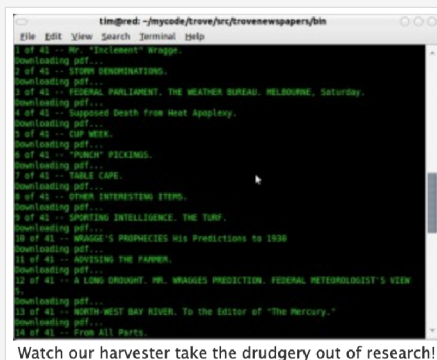 tim@red: ~/mycode/trove/src/trovenewspapers/bin
File Edit View Search Terminal Help
1 of 41 -- Mr. "Inclement" Wragge.
Downloading pdf...
2 of 41 -- STORM DENOMINATIONS.
Downloading pdf...
3 of 41 -- FEDERAL PARLIAMENT. THE WEATHER BUREAU. MELBOURNE, Saturday.
Downloading pdf...
4 of 41 -- Supposed Death from Heat Apoplexy.
Downloading pdf...
5 of 41 -- CUP WEEK.
Downloading pdf...
6 of 41 -- "PUNCH" PICKINGS.
Downloading pdf...
7 of 41 -- TABLE CAPE.
Downloading pdf...
8 of 41 -- OTHER INTERESTING ITEMS.
Downloading pdf...
9 of 41 -- SPORTING INTELLIGENCE. THE TURF.
Downloading pdf...
10 of 41 -- WRAGGE'S PROPHECIES His Predictions to 1930
Downloading pdf...
11 of 41 -- ADVISING THE FARMER.
Downloading pdf...
12 of 41 -- A LONG DROUGHT. MR. WRAGGES PREDICTION. FEDERAL METEOROLOGIST'S VIEW
S.
Downloading pdf...
13 of 41 -- NORTH-WEST BAY RIVER. To the Editor of "The Mercury."
Downloading pdf...
14 of 41 -- From All Parts.
Watch our harvester take the drudgery out of research!